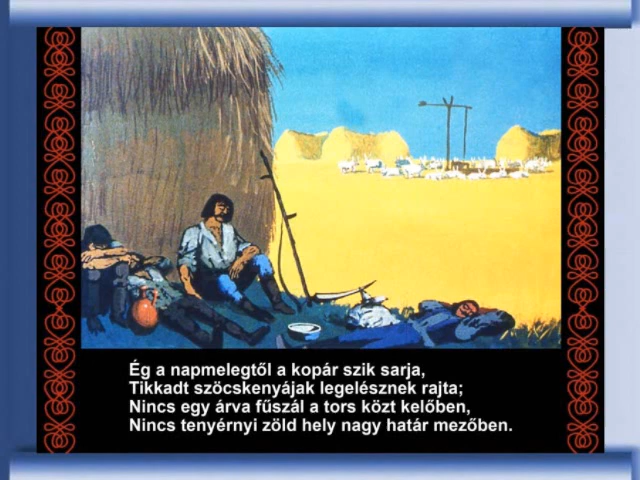 Ég a napmelegtől a kopár szik sarja,
Tikkadt szöcskenyájak legelésznek rajta;
Nincs egy árva fűszál a tors közt kelőben,
Nincs tenyérnyi zöld hely nagy határ mezőben.